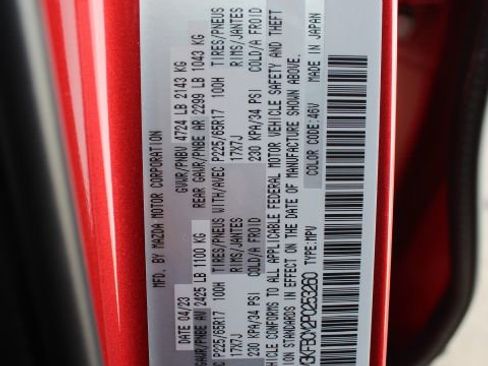 MFD. BY MAZDA MOTOR CORPORATION
DATE 04/23 GVWR/PNBV 4724 LB 2143 KG
GAWR/PNBE AV 2425 LB 1100 KG REAR GAWR/PNBE AR 2299 LB 1043 KG
TIRES/PNEUS WITH/AVEC P225/65R17 100H TIRES/PNEUS
P225/65R17 100H RIMS/JANTES 17X7J RIMS/JANTES
17X7J COLD/A FROID 230 KPA/34 PSI COLD/A FROID
230 KPA/34 PSI
CONFORMS TO ALL APPLICABLE FEDERAL MOTOR VEHICLE SAFETY AND THEFT
STANDARDS IN EFFECT ON THE DATE OF MANUFACTURE SHOWN ABOVE.
TYPE:MPV COLOR CODE:46V MADE IN JAPAN